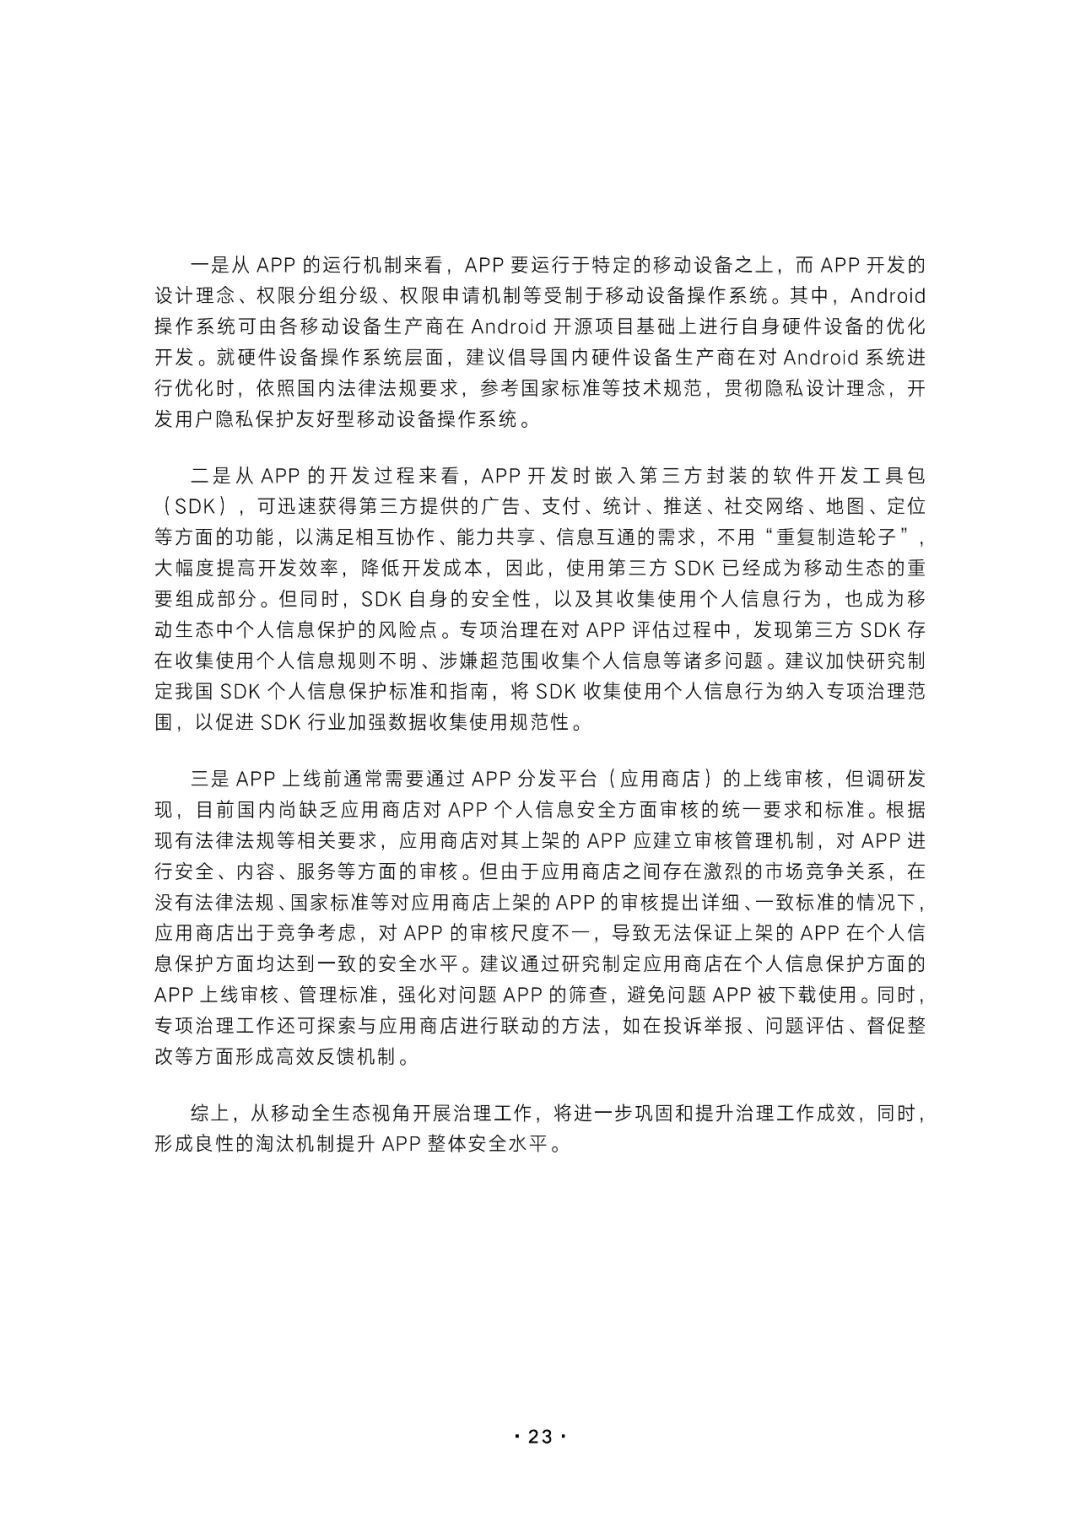 一是从 APP 的运行机制来看，APP 要运行于特定的移动设备之上，而 APP 开发的
设计理念、权限分组分级、权限申请机制等受制于移动设备操作系统。其中，Android
操作系统可由各移动设备生产商在 Android 开源项目基础上进行自身硬件设备的优化
开发。就硬件设备操作系统层面，建议倡导国内硬件设备生产商在对 Android 系统进
行优化时，依照国内法律法规要求，参考国家标准等技术规范，贯彻隐私设计理念，开
发用户隐私保护友好型移动设备操作系统。
二是从 APP 的开发过程来看，APP 开发时嵌入第三方封装的软件开发工具包
（SDK），可迅速获得第三方提供的广告、支付、统计、推送、社交网络、地图、定位
等方面的功能，以满足相互协作、能力共享、信息互通的需求，不用“重复制造轮子”，
大幅度提高开发效率，降低开发成本，因此，使用第三方 SDK 已经成为移动生态的重
要组成部分。但同时，SDK 自身的安全性，以及其收集使用个人信息行为，也成为移
动生态中个人信息保护的风险点。专项治理在对 APP 评估过程中，发现第三方 SDK 存
在收集使用个人信息规则不明、涉嫌超范围收集个人信息等诸多问题。建议加快研究制
定我国 SDK 个人信息保护标准和指南，将 SDK 收集使用个人信息行为纳入专项治理范
围，以促进 SDK 行业加强数据收集使用规范性。
三是 APP 上线前通常需要通过 APP 分发平台（应用商店）的上线审核，但调研发
现，目前国内尚缺乏应用商店对 APP 个人信息安全方面审核的统一要求和标准。根据
现有法律法规等相关要求，应用商店对其上架的 APP 应建立审核管理机制，对 APP 进
行安全、内容、服务等方面的审核。但由于应用商店之间存在激烈的市场竞争关系，在
没有法律法规、国家标准等对应用商店上架的 APP 的审核提出详细、一致标准的情况下，
应用商店出于竞争考虑，对 APP 的审核尺度不一，导致无法保证上架的 APP 在个人信
息保护方面均达到一致的安全水平。建议通过研究制定应用商店在个人信息保护方面的
APP 上线审核、管理标准，强化对问题 APP 的筛查，避免问题 APP 被下载使用。同时，
专项治理工作还可探索与应用商店进行联动的方法，如在投诉举报、问题评估、督促整
改等方面形成高效反馈机制。
综上，从移动全生态视角开展治理工作，将进一步巩固和提升治理工作成效，同时，
形成良性的淘汰机制提升 APP 整体安全水平。
· 23 ·